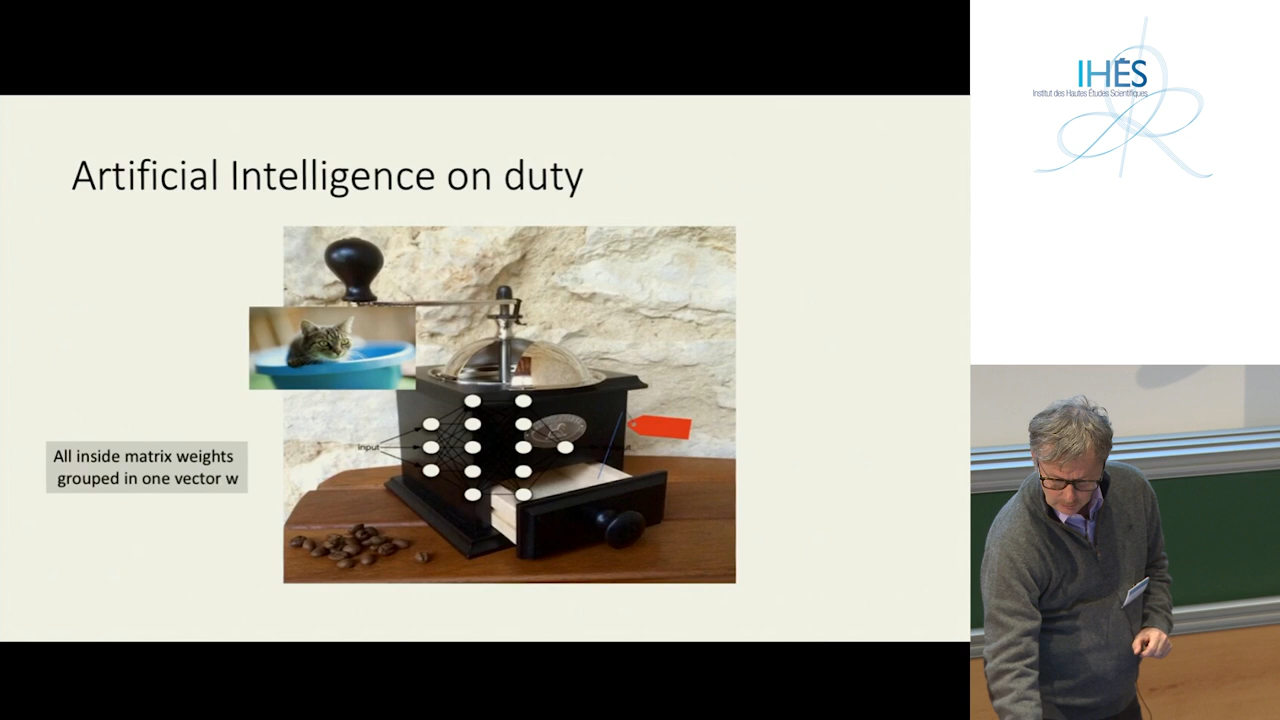 IHÉS
Institut des Hautes Études Scientifiques
Artificial Intelligence on duty
input
All inside matrix weights
grouped in one vector w